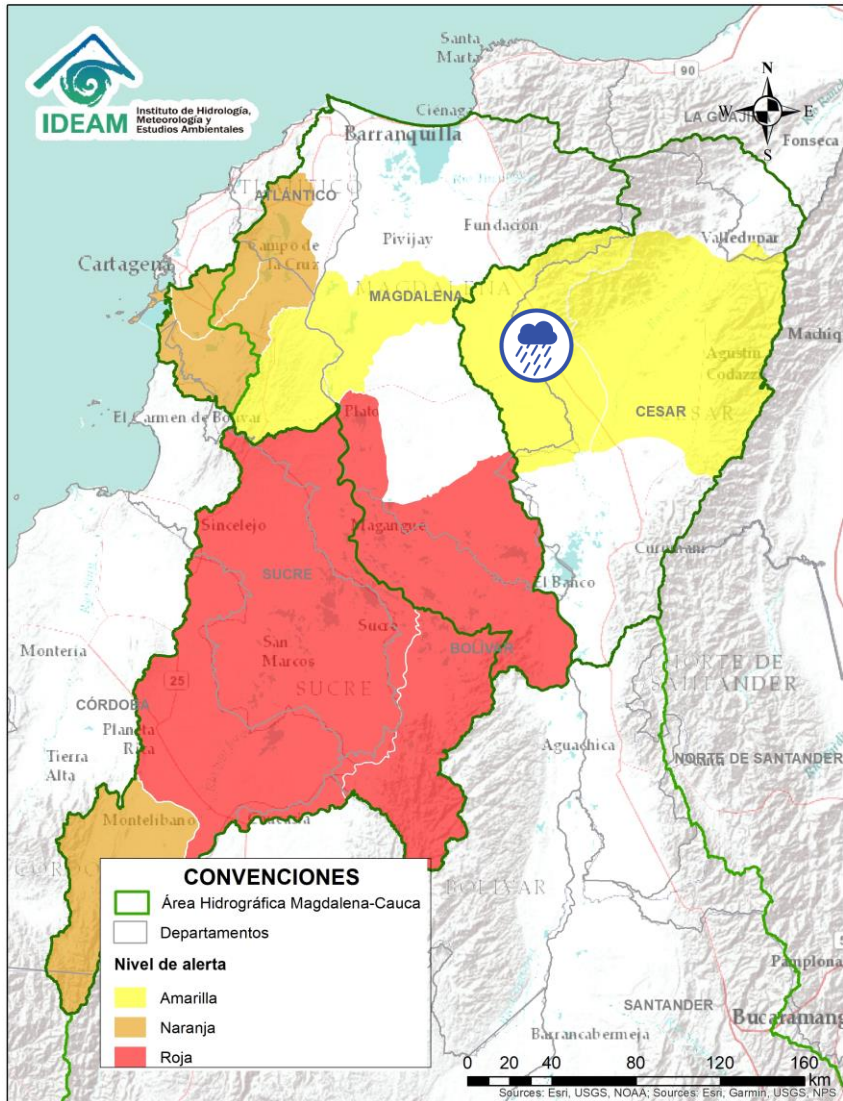 IDEAM
Instituto de Hidrología,
Meteorología y
Estudios Ambientales
Santa
Marta
90
N
W
E
S
LA GUAJIRA
Ciénaga
Barranquilla
Fonseca
ATLÁNTICO
Fundación
Pivijay
Valledupar
Campo de
la Cruz
Cartagena
MAGDALENA
Agustín
Codazzi
El Carmen de Bolívar
Plato
CESAR
Sincelejo
Magangué
Curumaní
SUCRE
El Banco
Sucre
San
Marcos
BOLÍVAR
Montería
25
SUCRE
NORTE DE
SANTANDER
CÓRDOBA
Planeta
Rica
Aguachica
Tierra
Alta
NORTE DE SANTANDER
Montelíbano
BOLÍVAR
CONVENCIONES
Área Hidrográfica Magdalena-Cauca
Departamentos
Nivel de alerta
Amarilla
Naranja
Roja
Pamplona
SANTANDER
Bucaramang
Barrancabermeja
0 20 40 80 120 160
km
Sources: Esri, USGS, NOAA; Sources: Esri, Garmin, USGS, NPS